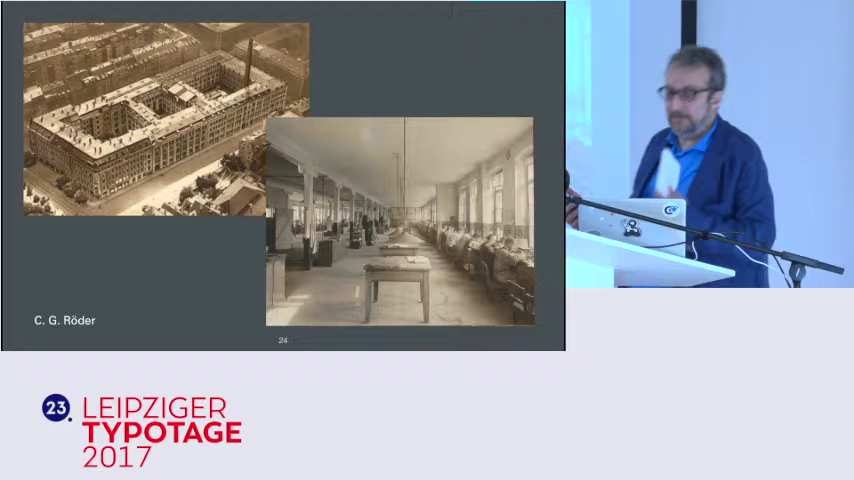 C. G. Röder
24
23
LEIPZIGER
TYPOTAGE
2017